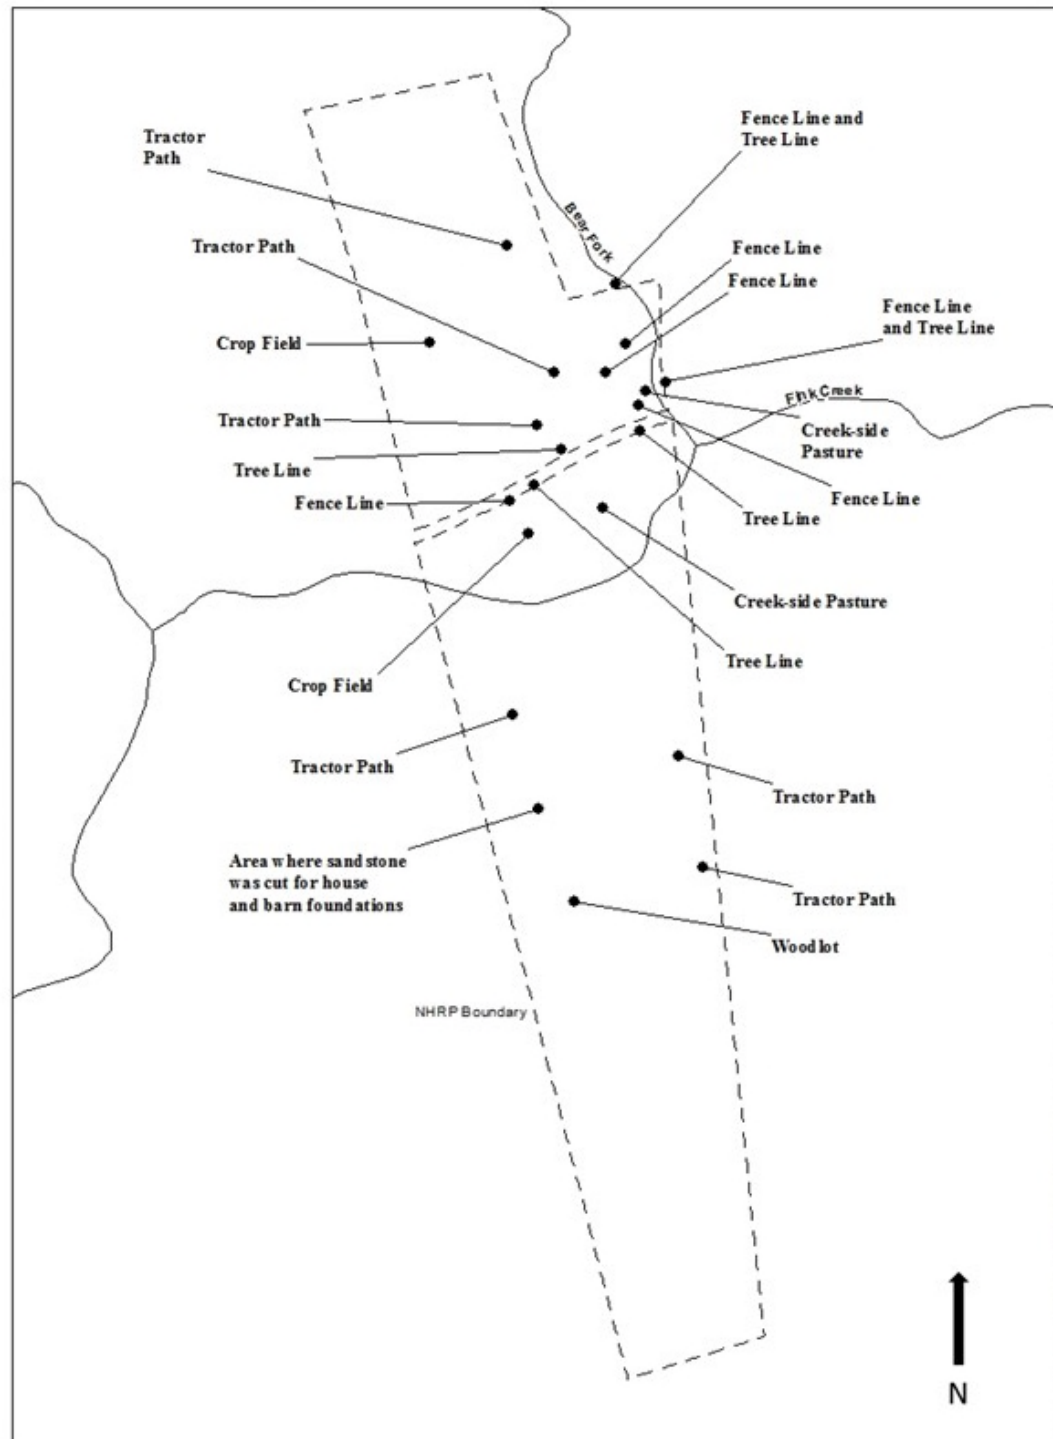 Fence Line and
Tree Line
Tractor
Path
Bear Fork
Tractor Path
Fence Line
Fence Line
Fence Line
and Tree Line
Crop Field
Fink Creek
Tractor Path
Creek-side
Pasture
Tree Line
Fence Line
Fence Line
Tree Line
Creek-side Pasture
Tree Line
Crop Field
Tractor Path
Tractor Path
Area where sandstone
was cut for house
and barn foundations
Tractor Path
Woodlot
NHRP Boundary
N